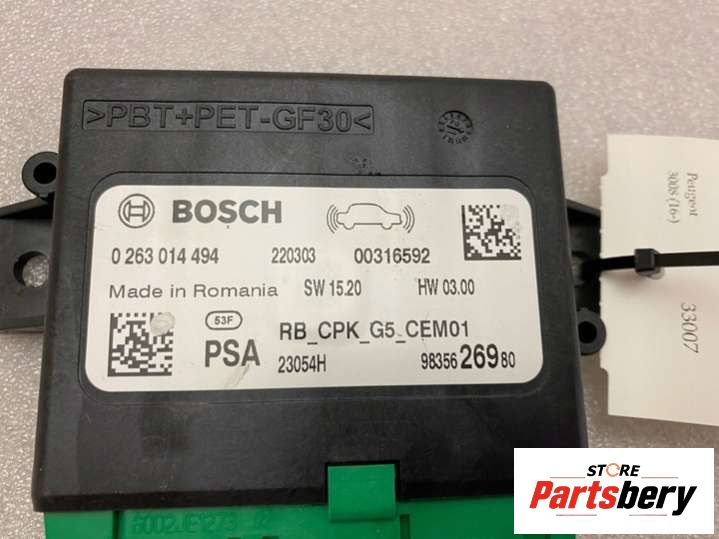 >PBT+PET-GF30<
BOSCH
0 263 014 494 220303 00316592
Made in Romania SW 15.20 HW 03.00
53F
RB_CPK_G5_CEM01
PSA
23054H 98356 269 80
Peugeot
3008 (16-)
33007
STORE
Partsbery